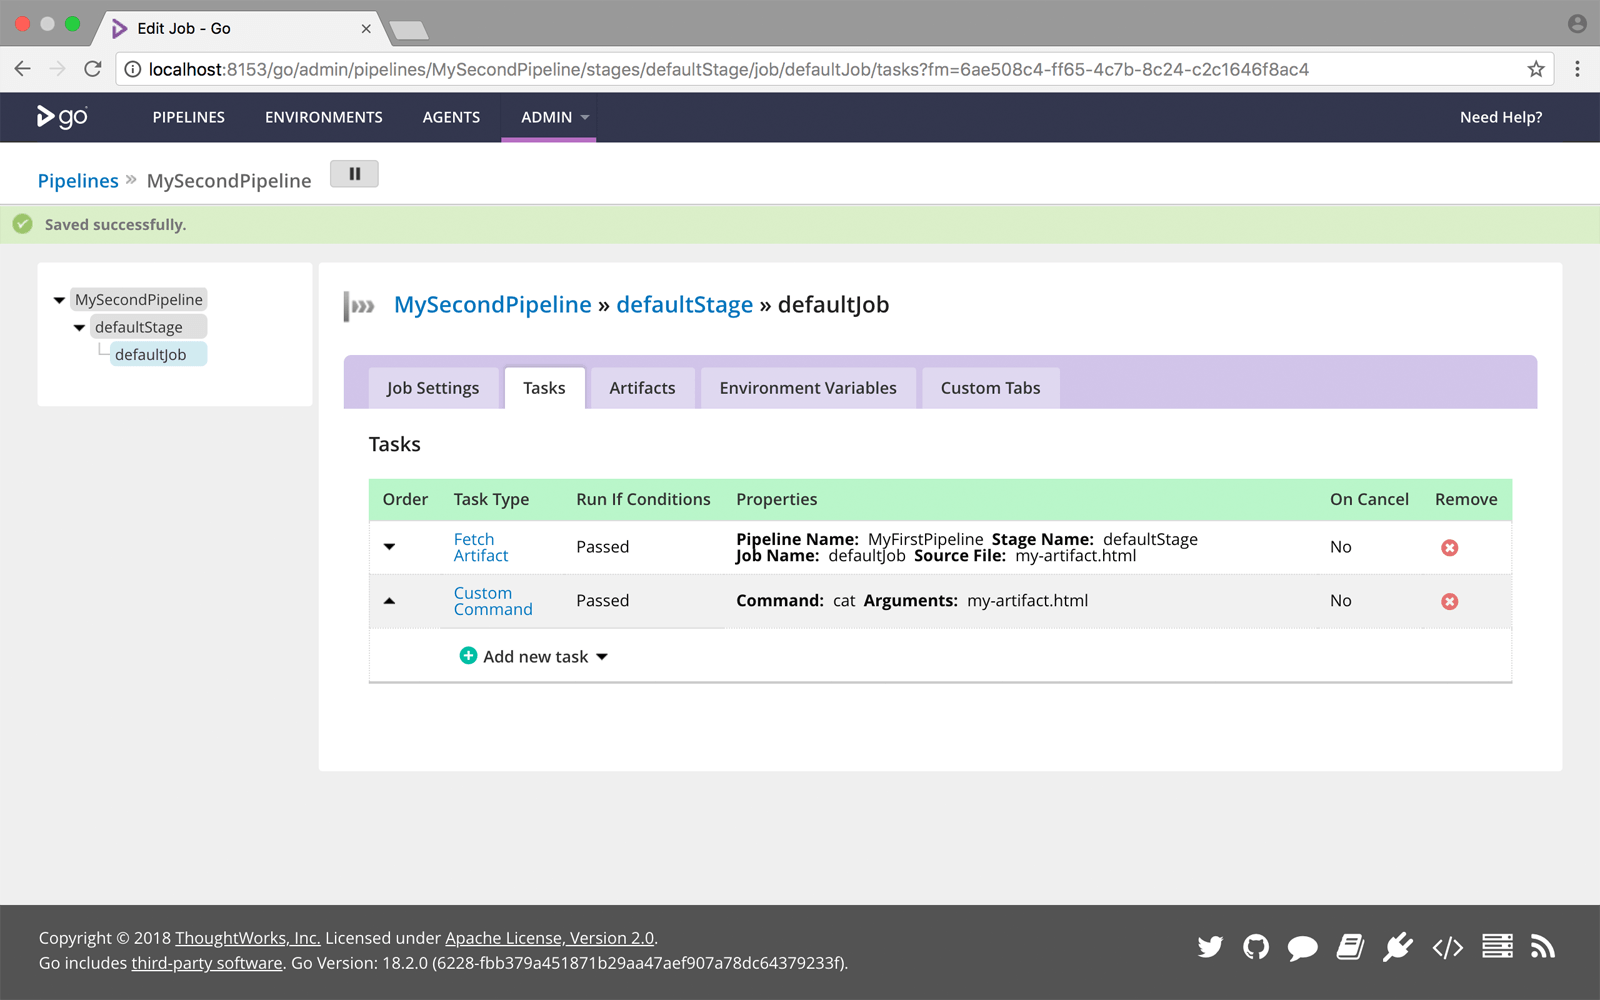 Edit Job - Go
localhost:8153/go/admin/pipelines/MySecondPipeline/stages/defaultStage/job/defaultJob/tasks?fm=6ae508c4-ff65-4c7b-8c24-c2c1646f8ac4
go PIPELINES ENVIRONMENTS AGENTS ADMIN Need Help?
Pipelines » MySecondPipeline
Saved successfully.
MySecondPipeline
defaultStage
defaultJob
MySecondPipeline » defaultStage » defaultJob
Job Settings Tasks Artifacts Environment Variables Custom Tabs
Tasks
Order Task Type Run If Conditions Properties On Cancel Remove
Fetch Artifact Passed Pipeline Name: MyFirstPipeline Stage Name: defaultStage
Job Name: defaultJob Source File: my-artifact.html No
Custom Command Passed Command: cat Arguments: my-artifact.html No
Add new task
Copyright © 2018 ThoughtWorks, Inc. Licensed under Apache License, Version 2.0.
Go includes third-party software. Go Version: 18.2.0 (6228-fbb379a451871b29aa47aef907a78dc64379233f).